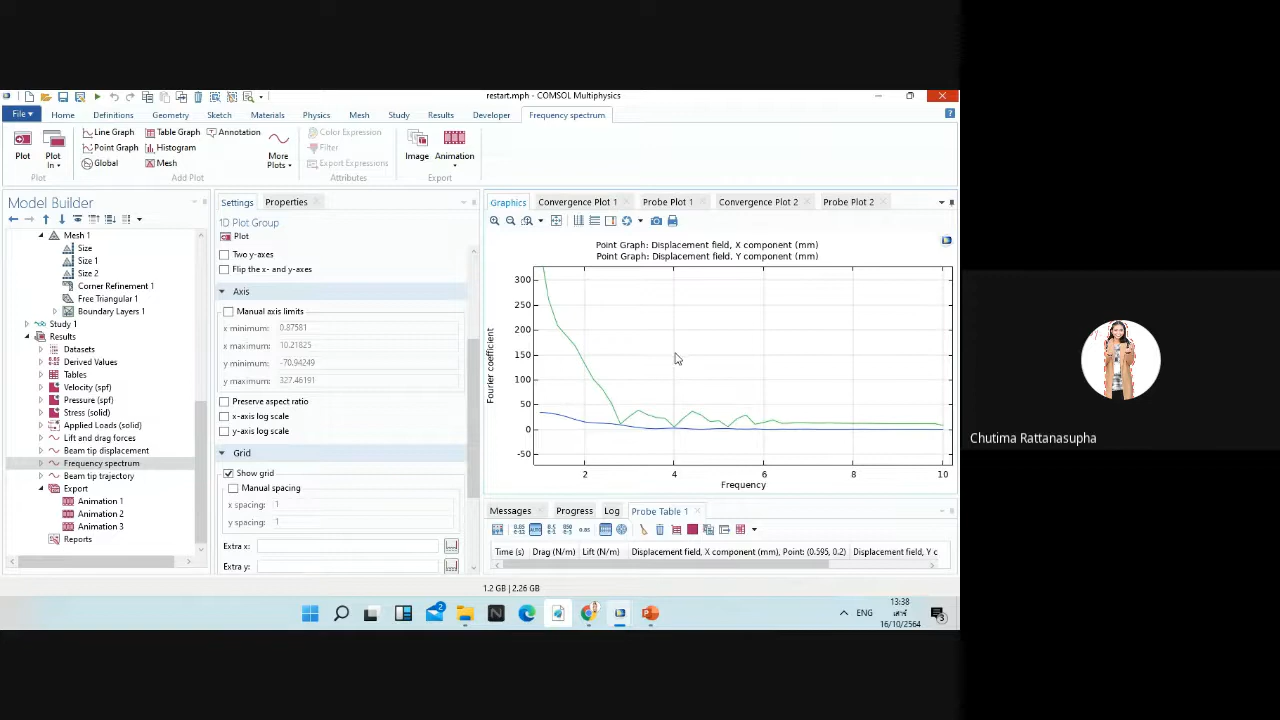 restart.mph - COMSOL Multiphysics
File Home Definitions Geometry Sketch Materials Physics Mesh Study Results Developer Frequency spectrum
Line Graph Table Graph Annotation Color Expression
Point Graph Histogram Filter
Plot Plot In Global Mesh More Plots Export Expressions Image Animation
Plot Add Plot Attributes Export
Model Builder
Mesh 1
Size
Size 1
Size 2
Corner Refinement 1
Free Triangular 1
Boundary Layers 1
Study 1
Results
Datasets
Derived Values
Tables
Velocity (spf)
Pressure (spf)
Stress (solid)
Applied Loads (solid)
Lift and drag forces
Beam tip displacement
Frequency spectrum
Beam tip trajectory
Export
Animation 1
Animation 2
Animation 3
Reports
Settings Properties
1D Plot Group
Plot
Two y-axes
Flip the x- and y-axes
Axis
Manual axis limits
x minimum: 0.87581
x maximum: 10.21825
y minimum: -70.94249
y maximum: 327.46191
Preserve aspect ratio
x-axis log scale
y-axis log scale
Grid
Show grid
Manual spacing
x spacing: 1
y spacing: 1
Extra x:
Extra y:
Graphics Convergence Plot 1 Probe Plot 1 Convergence Plot 2 Probe Plot 2
Point Graph: Displacement field, X component (mm)
Point Graph: Displacement field, Y component (mm)
Fourier coefficient
300
250
200
150
100
50
0
-50
2 4 6 8 10
Frequency
Messages Progress Log Probe Table 1
Time (s) Drag (N/m) Lift (N/m) Displacement field, X component (mm), Point: (0.595, 0.2) Displacement field, Y c
1.2 GB | 2.26 GB
ENG
13:38
เสาร์
16/10/2564
Chutima Rattanasupha